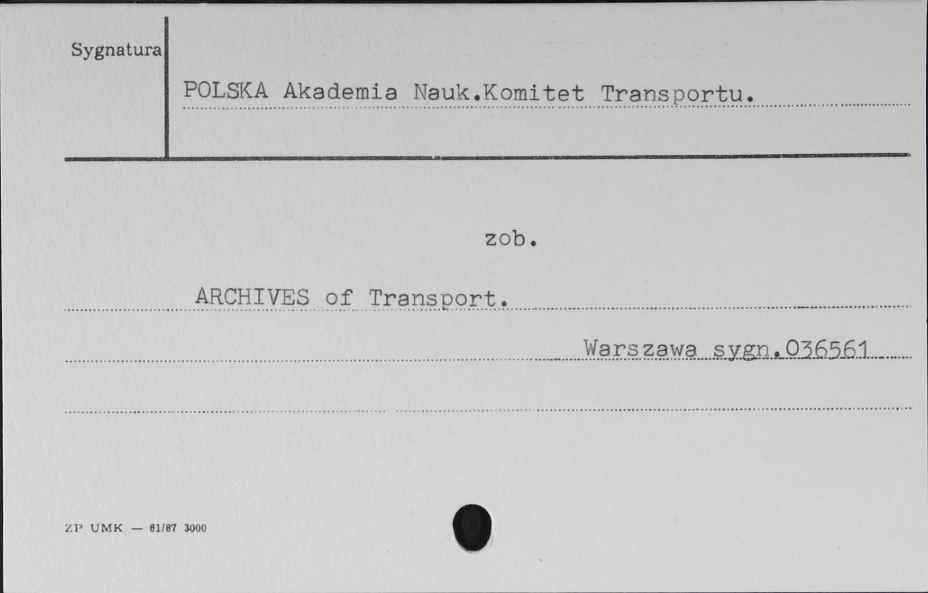 Sygnatura
POLSKA Akademia Nauk.Komitet Transportu.
zob.
ARCHIVES of Transport.
Warszawa sygn.036561
ZP UMK — 61/87 3000